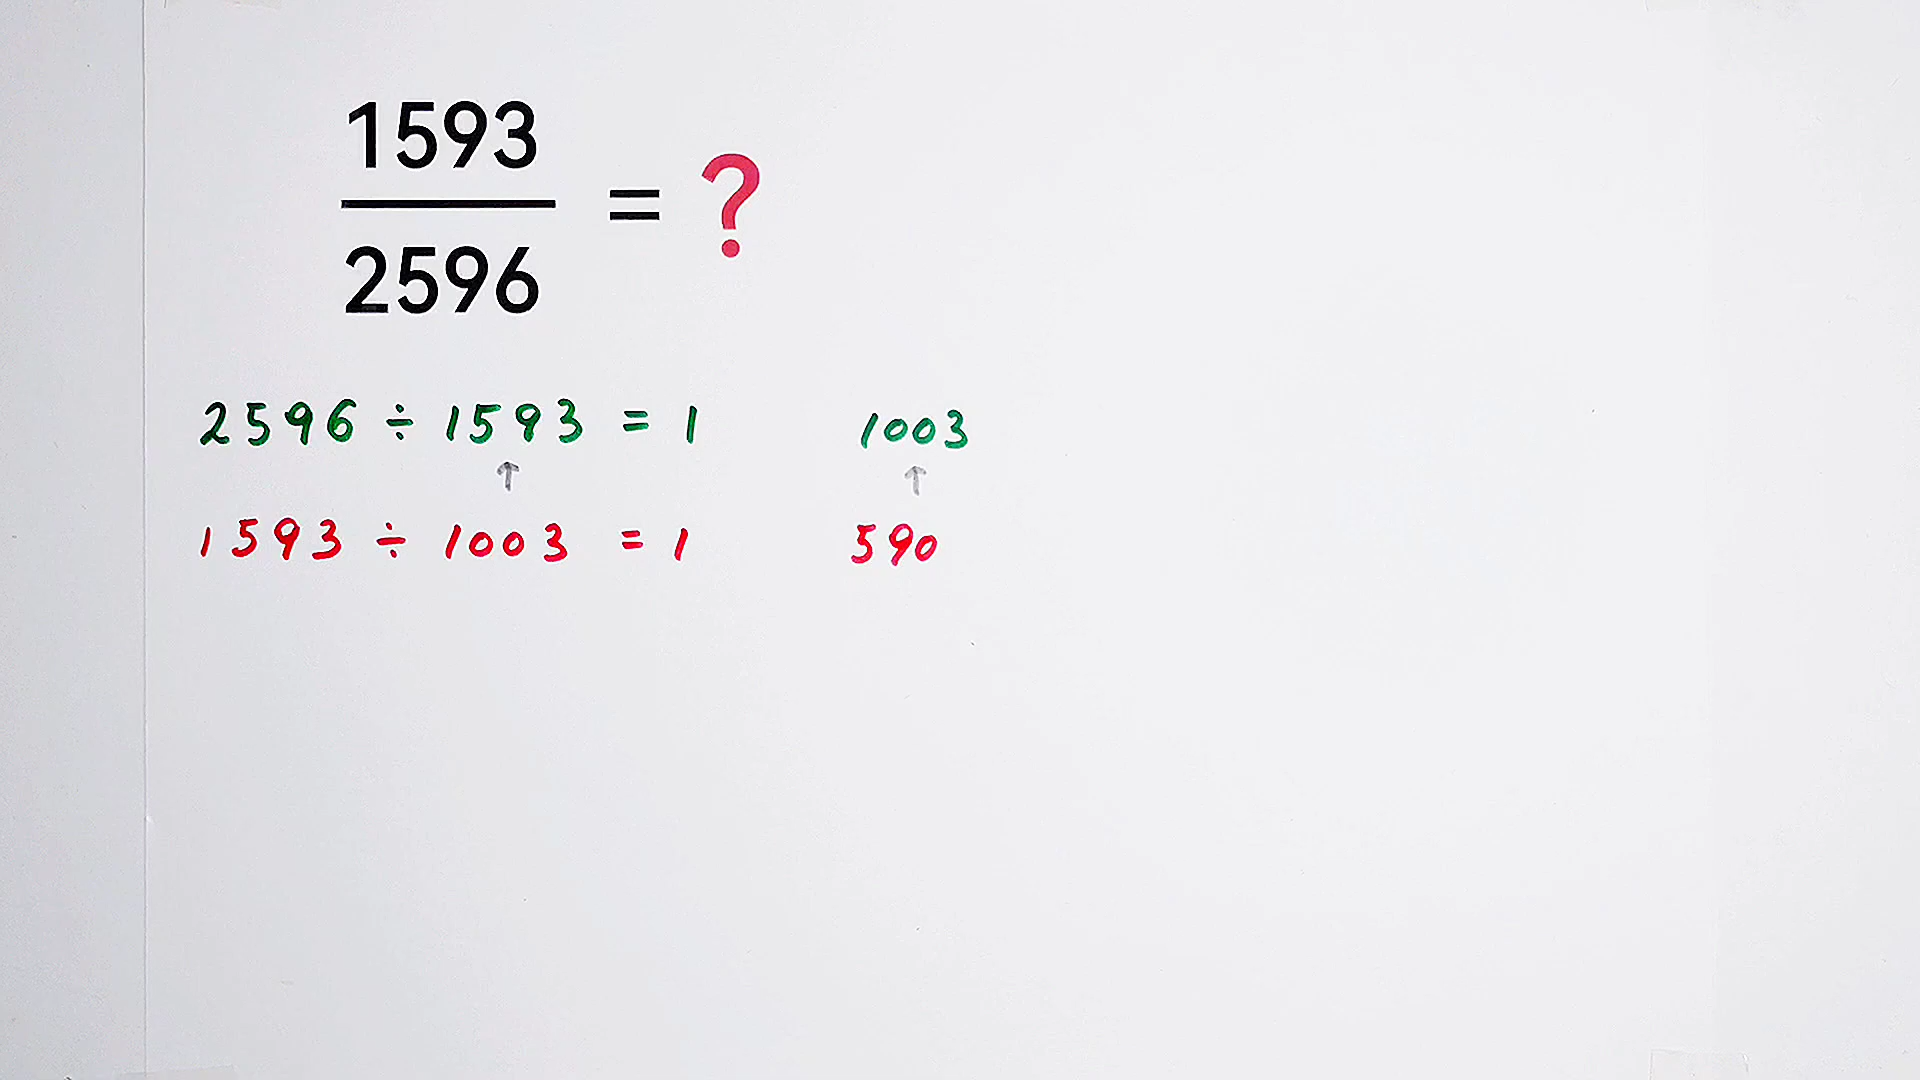 1593
2596
= ?
2596 ÷ 1593 = 1 1003
↑ ↑
1593 ÷ 1003 = 1 590